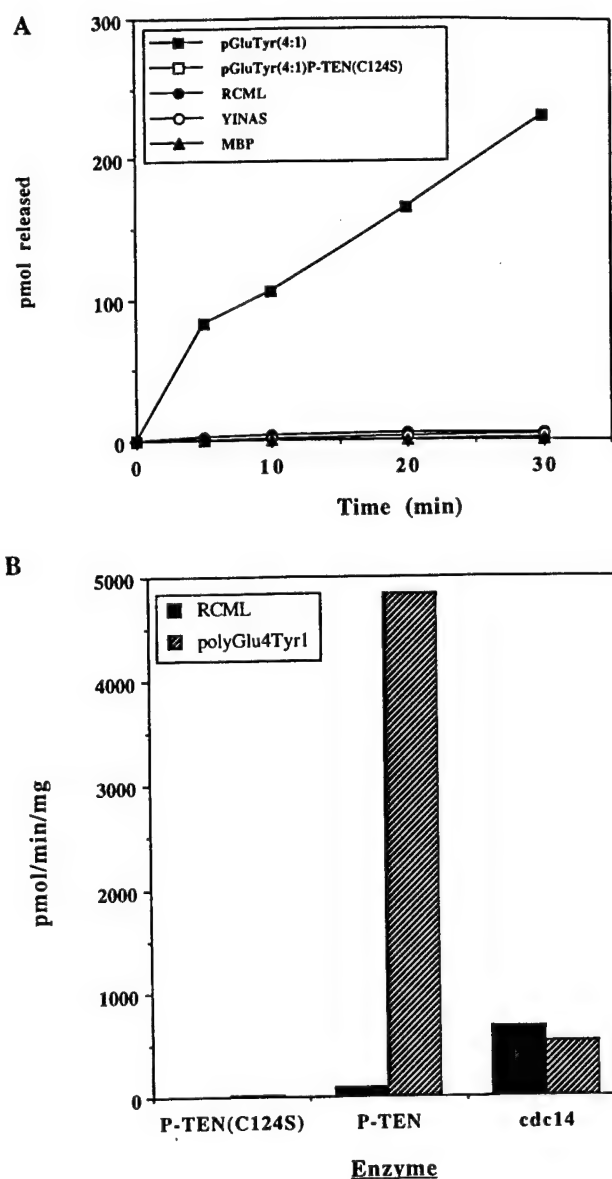 A
300
200
100
0
pmol released
pGluTyr(4:1)
pGluTyr(4:1)P-TEN(C124S)
RCML
YINAS
MBP
0
10
20
30
Time (min)
B
5000
4000
3000
2000
1000
0
pmol/min/mg
RCML
polyGlu4Tyr1
P-TEN(C124S)
P-TEN
cdc14
Enzyme